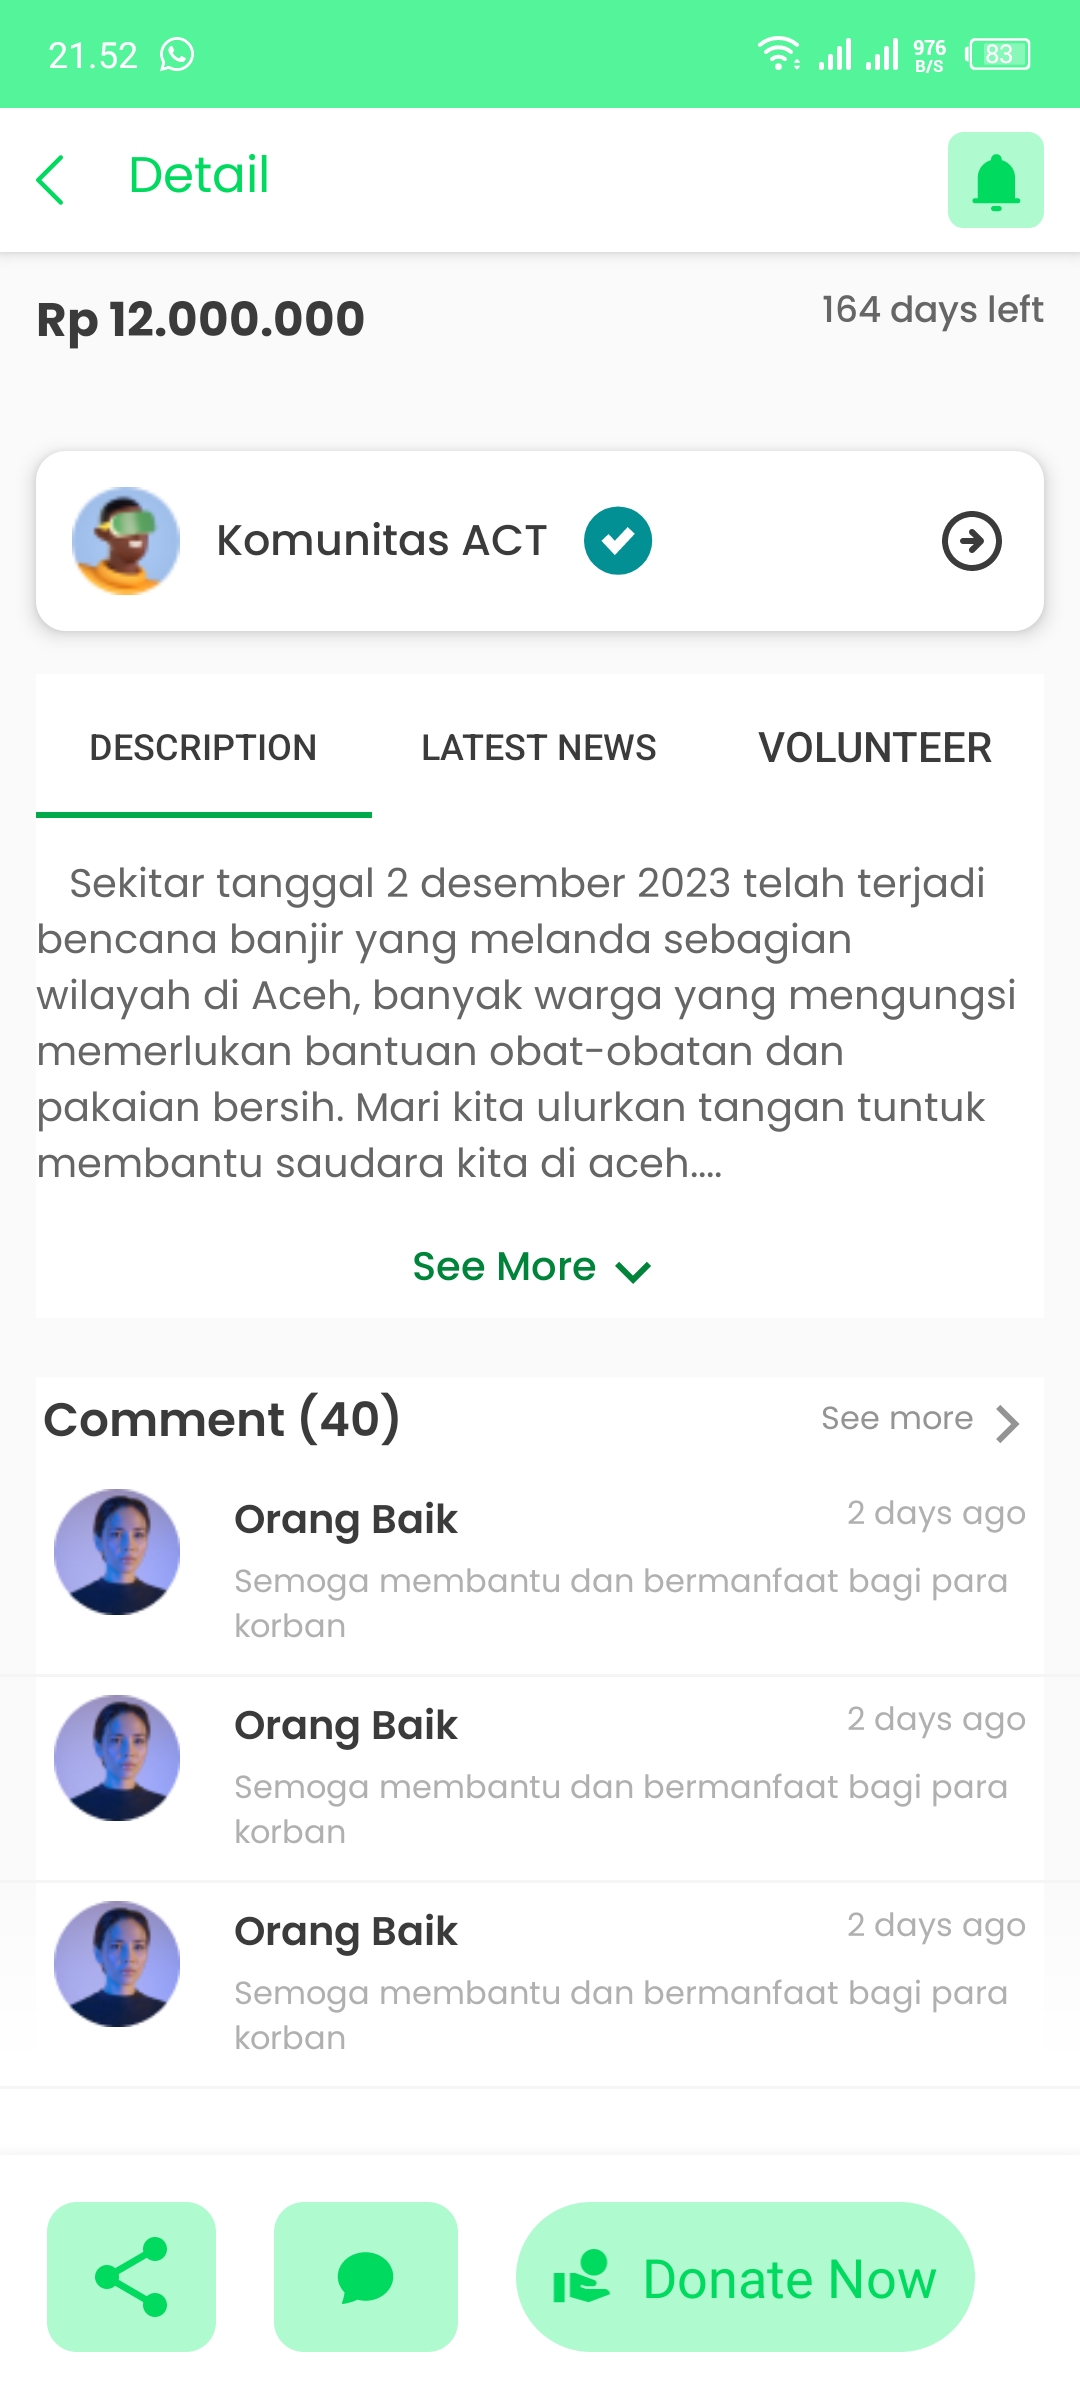 21.52
976
B/S
83
Detail
Rp 12.000.000
164 days left
Komunitas ACT
DESCRIPTION
LATEST NEWS
VOLUNTEER
Sekitar tanggal 2 desember 2023 telah terjadi
bencana banjir yang melanda sebagian
wilayah di Aceh, banyak warga yang mengungsi
memerlukan bantuan obat-obatan dan
pakaian bersih. Mari kita ulurkan tangan tuntuk
membantu saudara kita di aceh....
See More
Comment (40)
See more
Orang Baik
2 days ago
Semoga membantu dan bermanfaat bagi para
korban
Orang Baik
2 days ago
Semoga membantu dan bermanfaat bagi para
korban
Orang Baik
2 days ago
Semoga membantu dan bermanfaat bagi para
korban
Donate Now